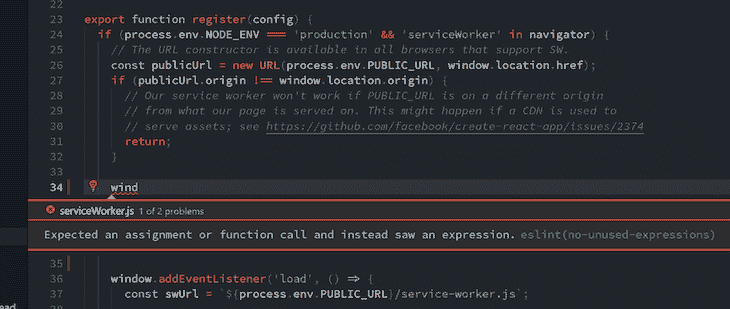 22
23 export function register(config) {
24 if (process.env.NODE_ENV === 'production' && 'serviceWorker' in navigator) {
25 // The URL constructor is available in all browsers that support SW.
26 const publicUrl = new URL(process.env.PUBLIC_URL, window.location.href);
27 if (publicUrl.origin !== window.location.origin) {
28 // Our service worker won't work if PUBLIC_URL is on a different origin
29 // from what our page is served on. This might happen if a CDN is used to
30 // serve assets; see https://github.com/facebook/create-react-app/issues/2374
31 return;
32 }
33
34 wind
serviceWorker.js 1 of 2 problems
Expected an assignment or function call and instead saw an expression. eslint(no-unused-expressions)
35
36 window.addEventListener('load', () => {
37 const swUrl = `${process.env.PUBLIC_URL}/service-worker.js`;
38